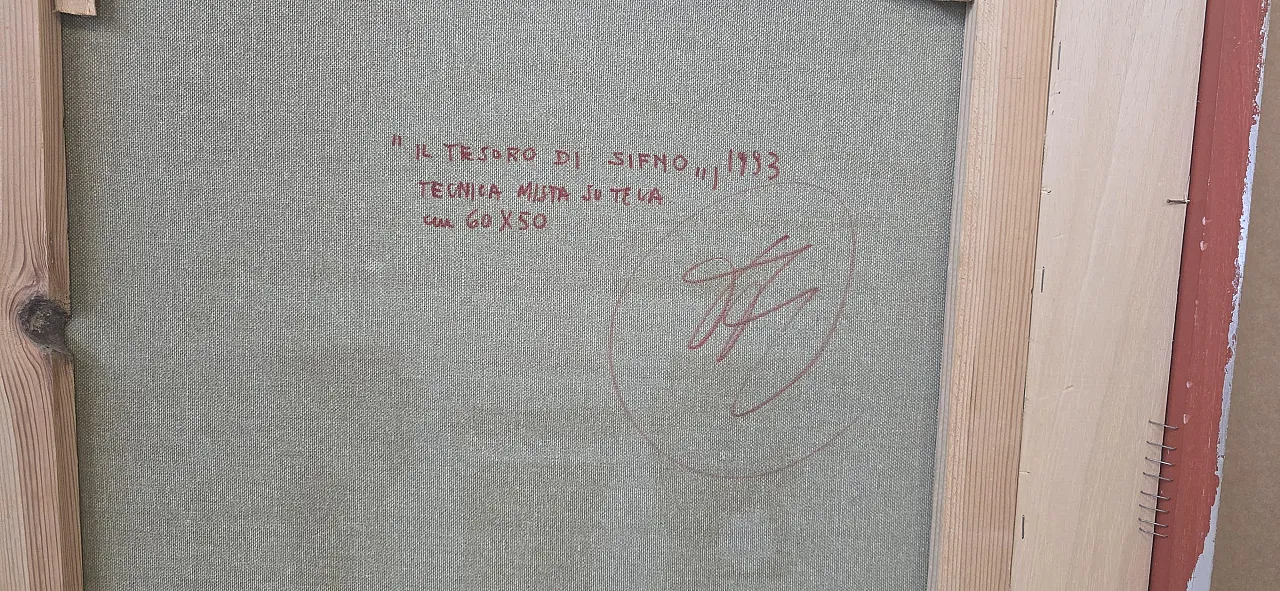 "IL TESORO DI SIFNO", 1993
TECNICA MISTA SU TELA
cm 60X50